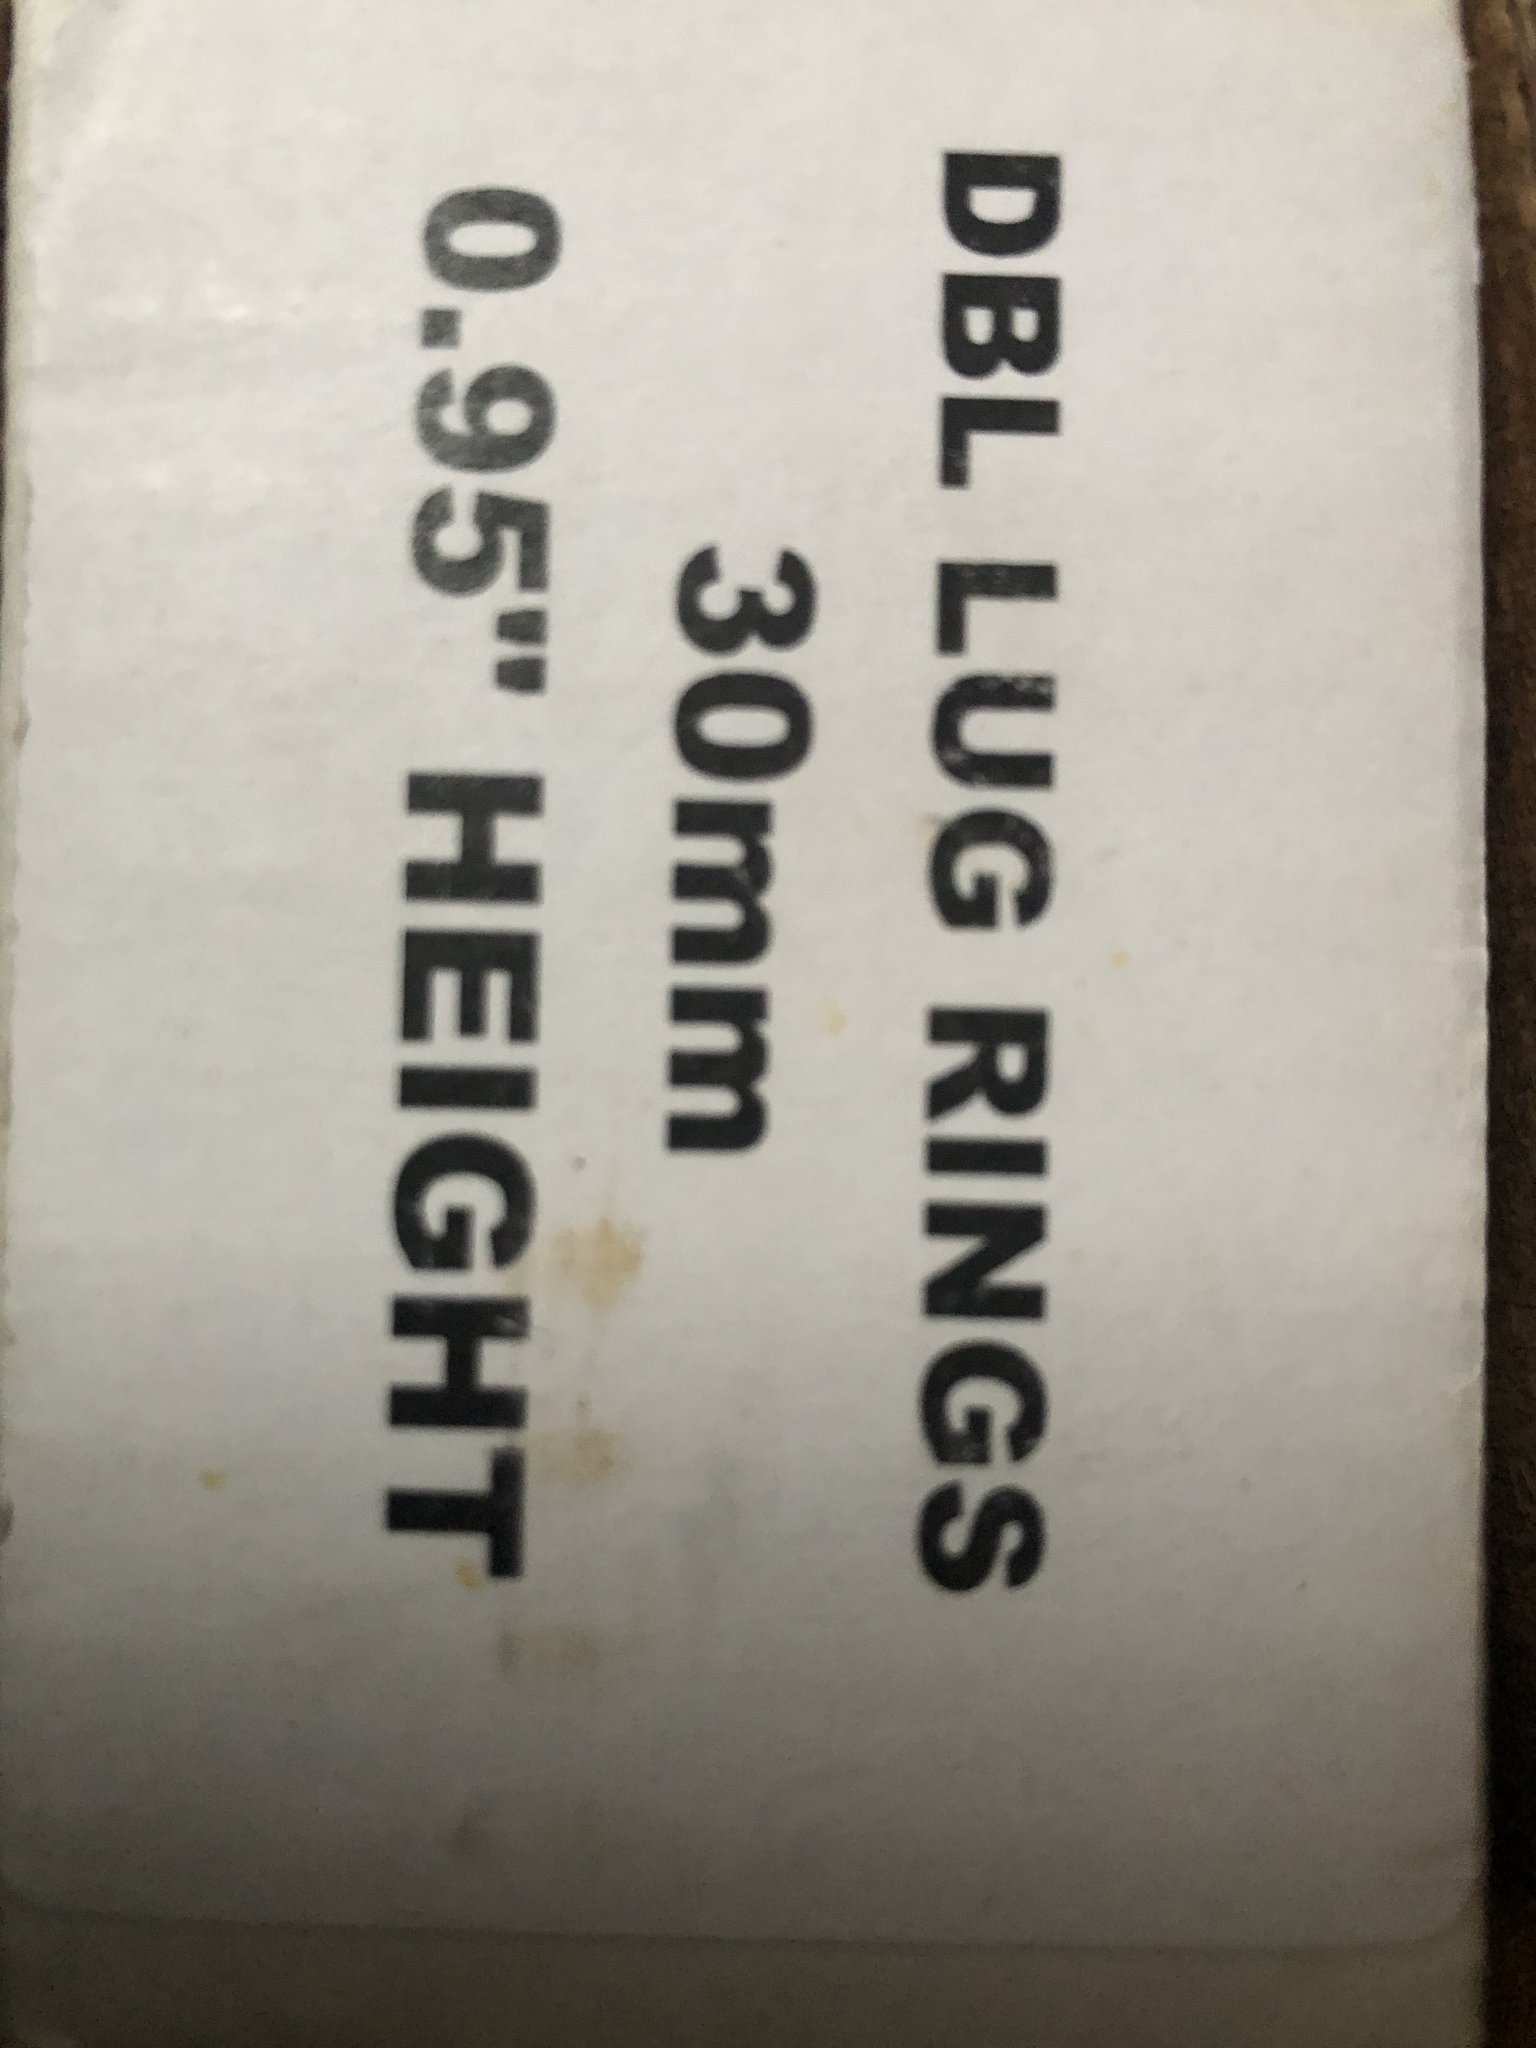 DBL LUG RINGS
30mm
0.95" HEIGHT